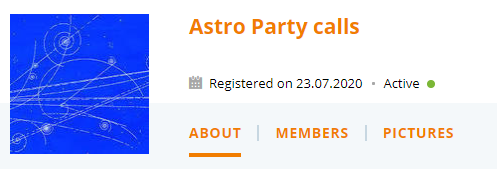 Astro Party calls
Registered on 23.07.2020 • Active
ABOUT | MEMBERS | PICTURES